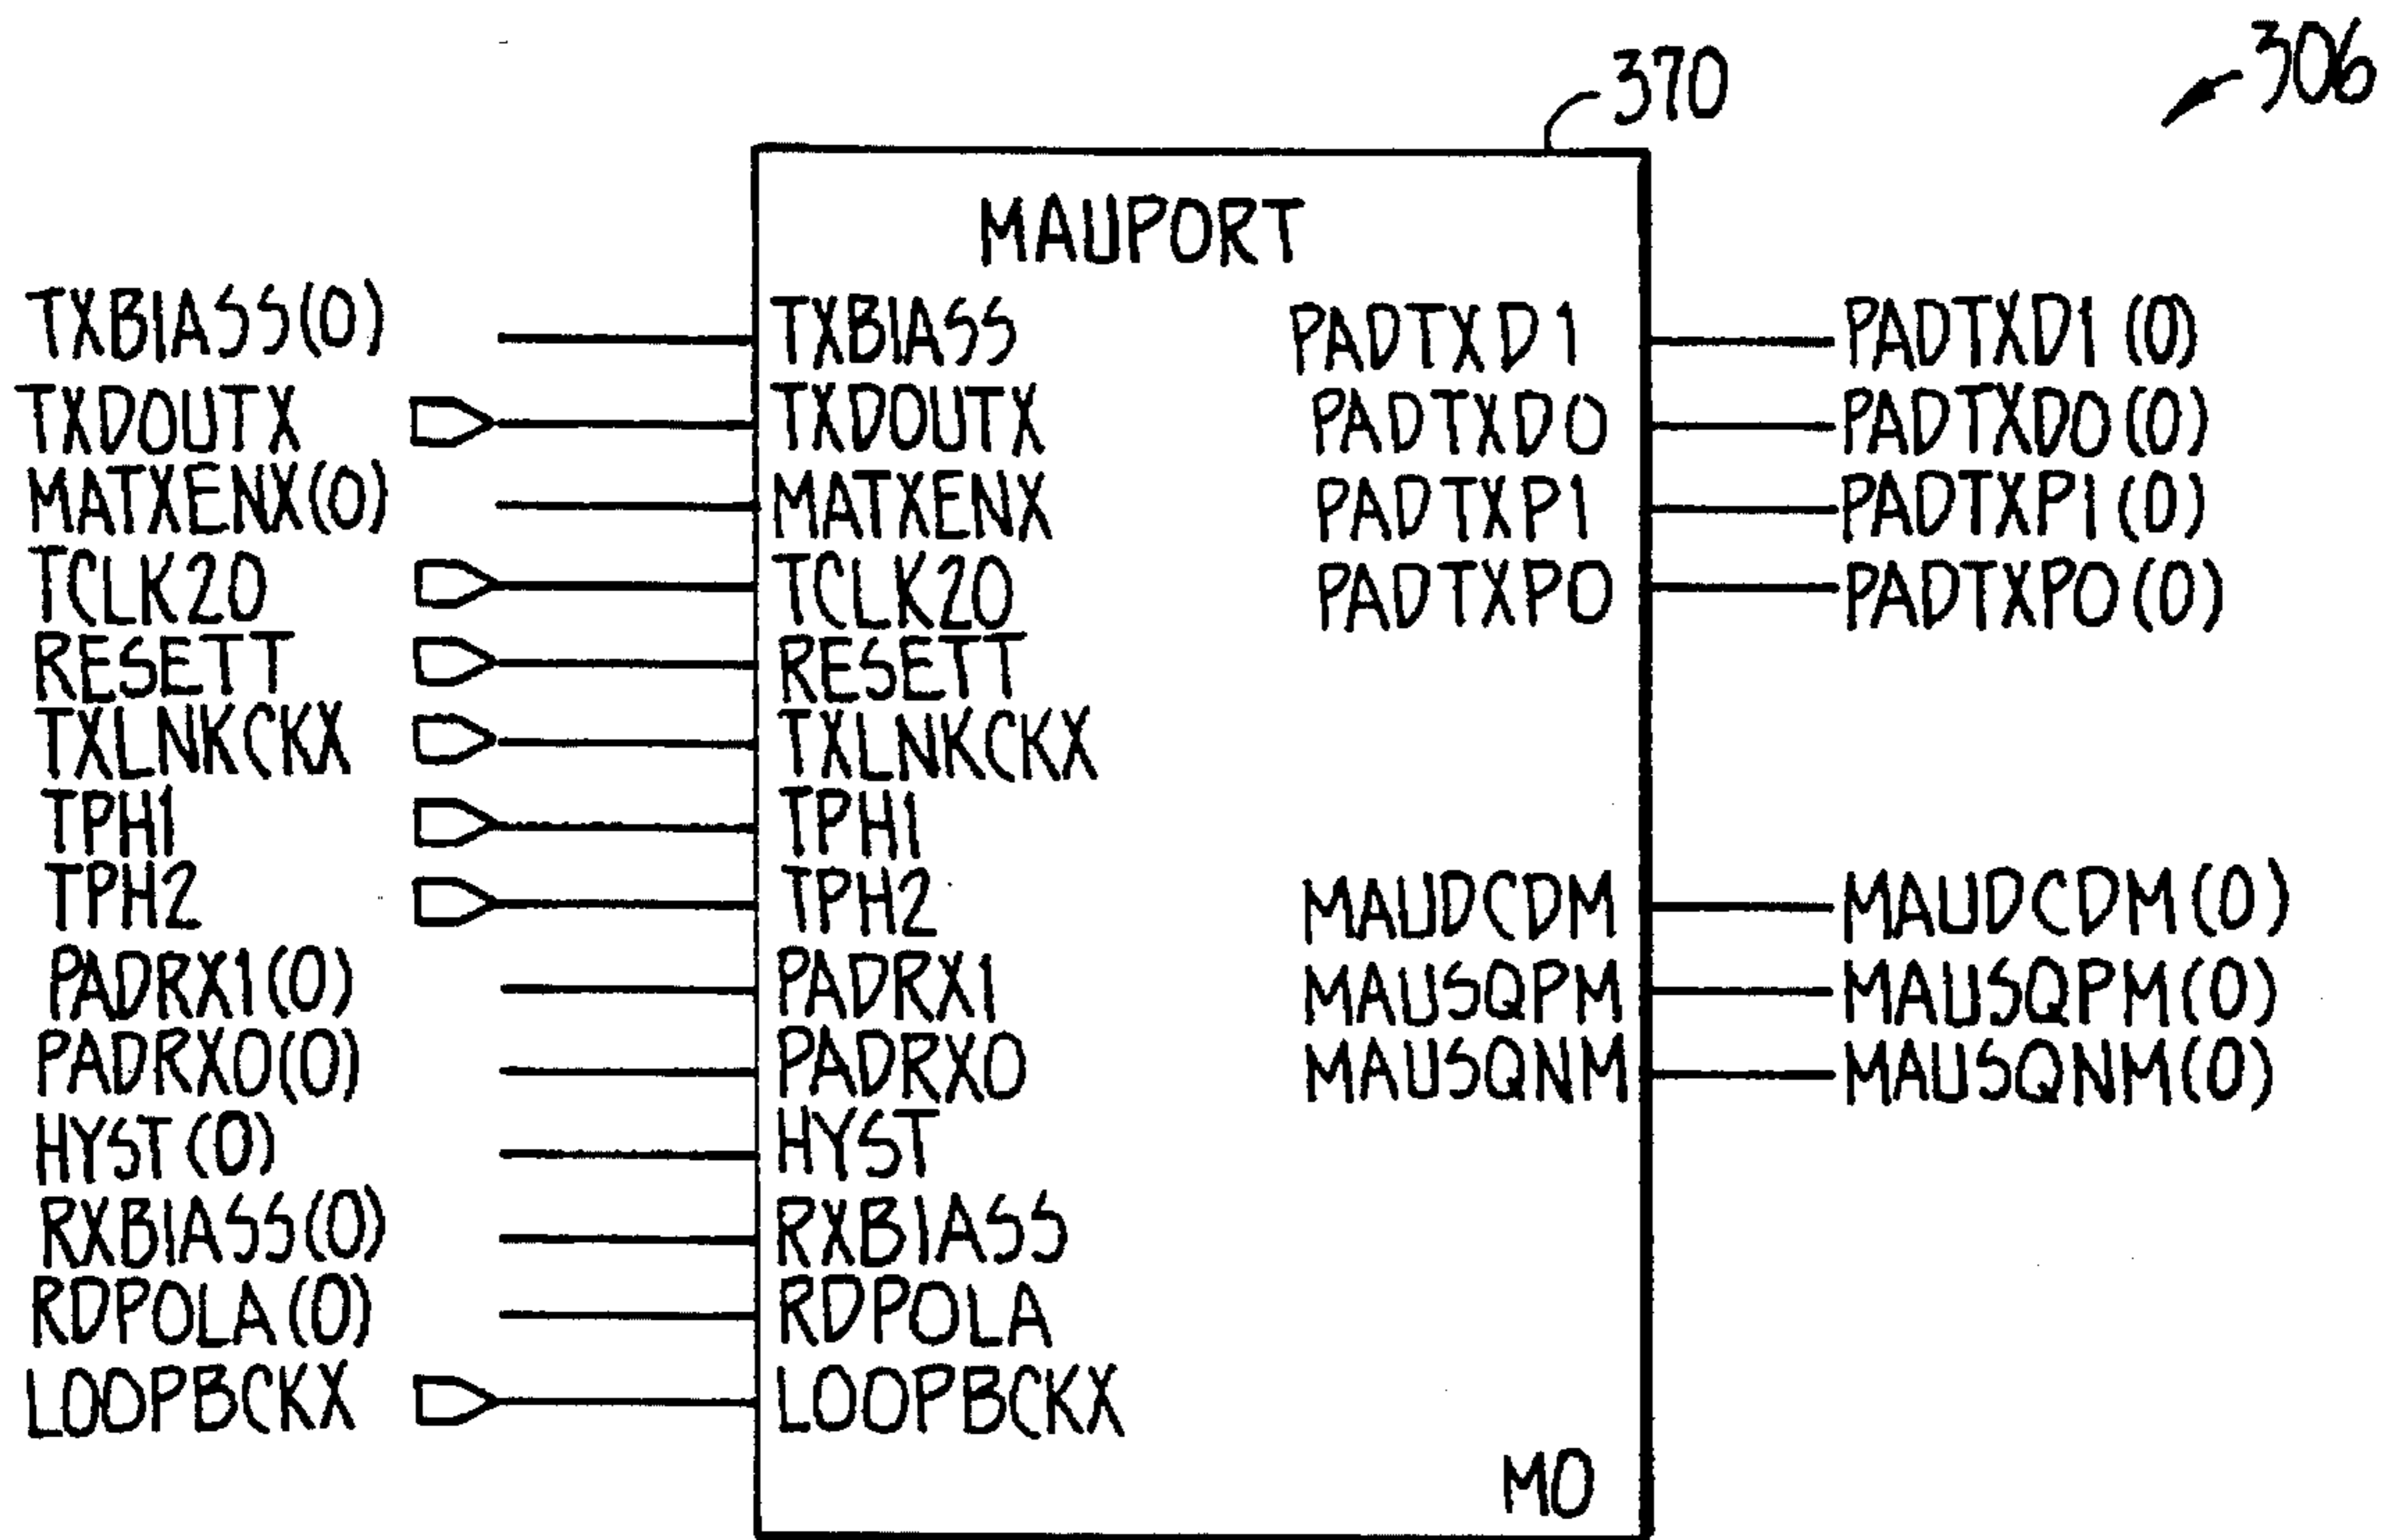 306
370
MAUPORT
TXBIASS(0) TXBIASS PADTXD1 PADTXD1(0)
TXDOUTX TXDOUTX PADTXD0 PADTXD0(0)
MATXENX(0) MATXENX PADTXP1 PADTXP1(0)
TCLK20 TCLK20 PADTXP0 PADTXP0(0)
RESETT RESETT
TXLNKCKX TXLNKCKX
TPH1 TPH1
TPH2 TPH2 MAUDCDM MAUDCDM(0)
PADRX1(0) PADRX1 MAUSQPM MAUSQPM(0)
PADRX0(0) PADRX0 MAUSQNM MAUSQNM(0)
HYST(0) HYST
RXBIASS(0) RXBIASS
RDPOLA(0) RDPOLA
LOOPBCKX LOOPBCKX
M0